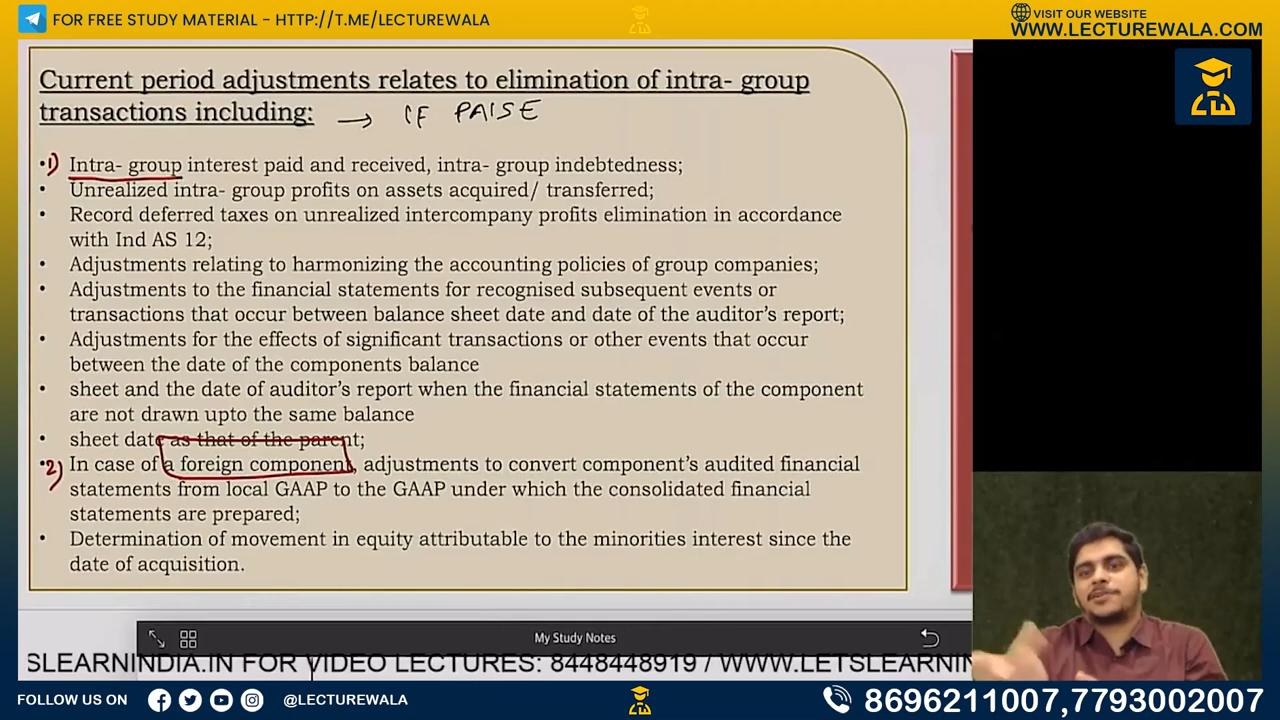 FOR FREE STUDY MATERIAL - HTTP://T.ME/LECTUREWALA
VISIT OUR WEBSITE
WWW.LECTUREWALA.COM
Current period adjustments relates to elimination of intra- group
transactions including: → IF PAISE
• 1) Intra- group interest paid and received, intra- group indebtedness;
• Unrealized intra- group profits on assets acquired/ transferred;
• Record deferred taxes on unrealized intercompany profits elimination in accordance
with Ind AS 12;
• Adjustments relating to harmonizing the accounting policies of group companies;
• Adjustments to the financial statements for recognised subsequent events or
transactions that occur between balance sheet date and date of the auditor's report;
• Adjustments for the effects of significant transactions or other events that occur
between the date of the components balance
• sheet and the date of auditor's report when the financial statements of the component
are not drawn upto the same balance
• sheet date as that of the parent;
• 2) In case of a foreign component, adjustments to convert component's audited financial
statements from local GAAP to the GAAP under which the consolidated financial
statements are prepared;
• Determination of movement in equity attributable to the minorities interest since the
date of acquisition.
My Study Notes
SLEARNINDIA.IN FOR VIDEO LECTURES: 8448448919 / WWW.LETSLEARNIN
FOLLOW US ON
@LECTUREWALA
8696211007,7793002007